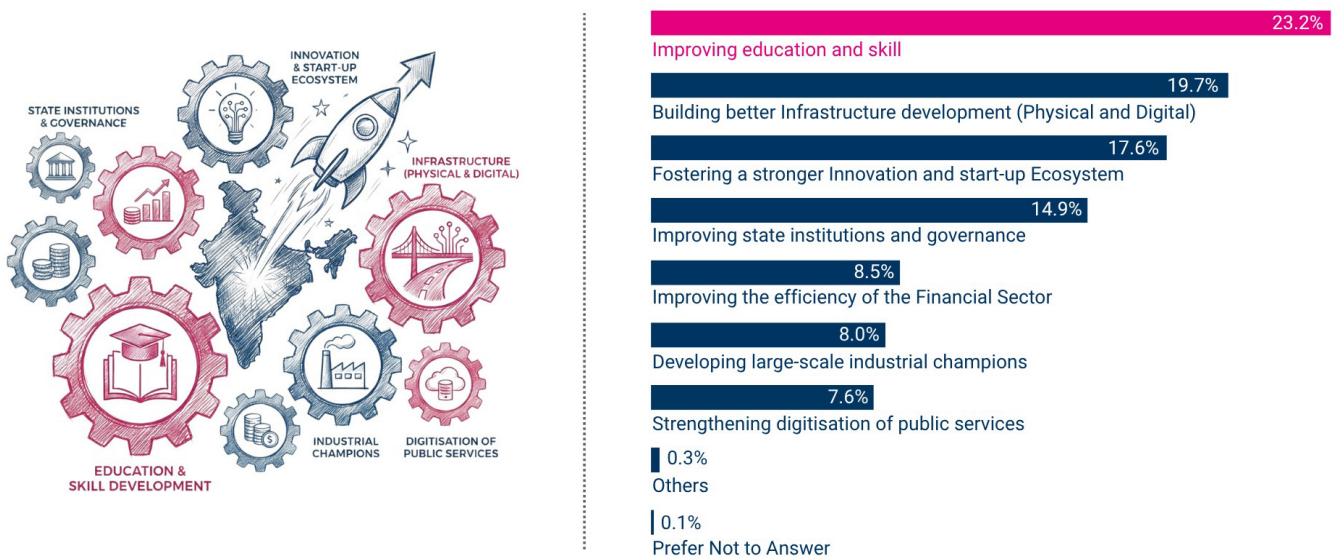 INNOVATION
& START-UP
ECOSYSTEM
STATE INSTITUTIONS
& GOVERNANCE
INFRASTRUCTURE
(PHYSICAL & DIGITAL)
$
INDUSTRIAL
CHAMPIONS
DIGITISATION OF
PUBLIC SERVICES
EDUCATION &
SKILL DEVELOPMENT
23.2%
Improving education and skill
19.7%
Building better Infrastructure development (Physical and Digital)
17.6%
Fostering a stronger Innovation and start-up Ecosystem
14.9%
Improving state institutions and governance
8.5%
Improving the efficiency of the Financial Sector
8.0%
Developing large-scale industrial champions
7.6%
Strengthening digitisation of public services
0.3%
Others
0.1%
Prefer Not to Answer